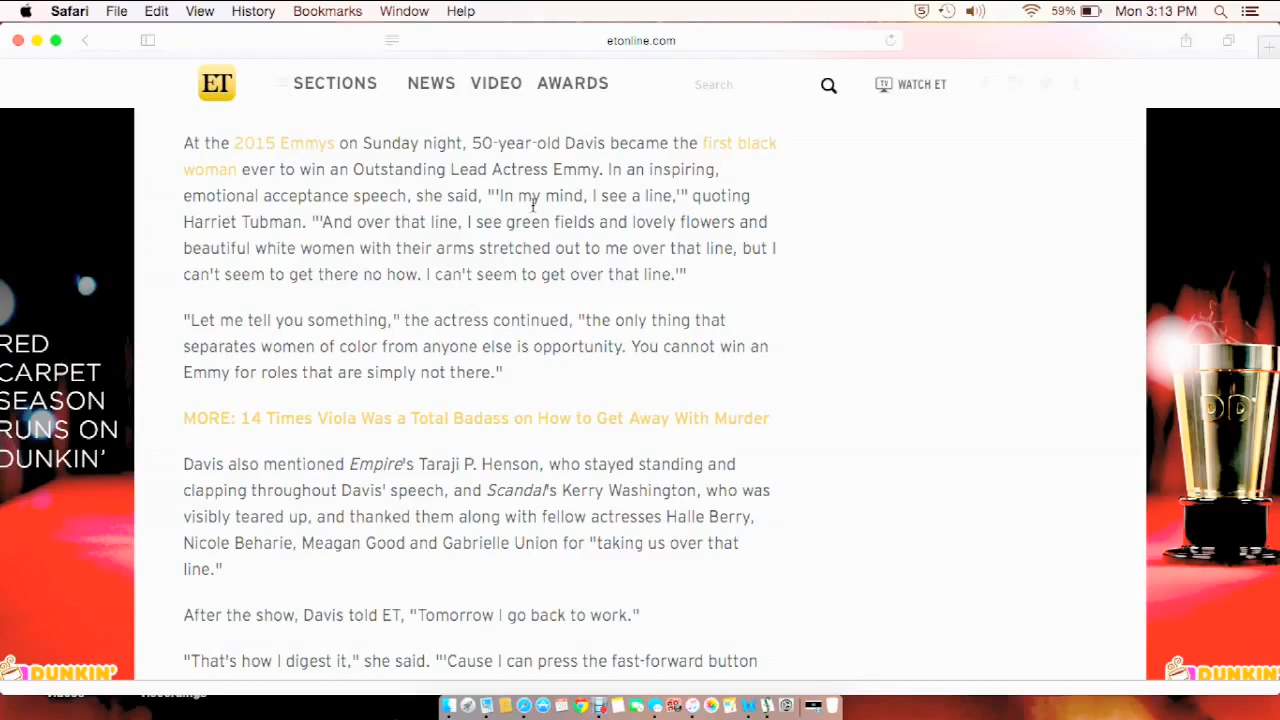 Safari File Edit View History Bookmarks Window Help 59% Mon 3:13 PM
etonline.com
ET SECTIONS NEWS VIDEO AWARDS Search WATCH ET
At the 2015 Emmys on Sunday night, 50-year-old Davis became the first black
woman ever to win an Outstanding Lead Actress Emmy. In an inspiring,
emotional acceptance speech, she said, "'In my mind, I see a line,'" quoting
Harriet Tubman. "'And over that line, I see green fields and lovely flowers and
beautiful white women with their arms stretched out to me over that line, but I
can't seem to get there no how. I can't seem to get over that line.'"
"Let me tell you something," the actress continued, "the only thing that
separates women of color from anyone else is opportunity. You cannot win an
Emmy for roles that are simply not there."
MORE: 14 Times Viola Was a Total Badass on How to Get Away With Murder
Davis also mentioned Empire's Taraji P. Henson, who stayed standing and
clapping throughout Davis' speech, and Scandal's Kerry Washington, who was
visibly teared up, and thanked them along with fellow actresses Halle Berry,
Nicole Beharie, Meagan Good and Gabrielle Union for "taking us over that
line."
After the show, Davis told ET, "Tomorrow I go back to work."
"That's how I digest it," she said. "'Cause I can press the fast-forward button
RED
CARPET
SEASON
RUNS ON
DUNKIN'
DUNKIN'
DD
DUNKIN'